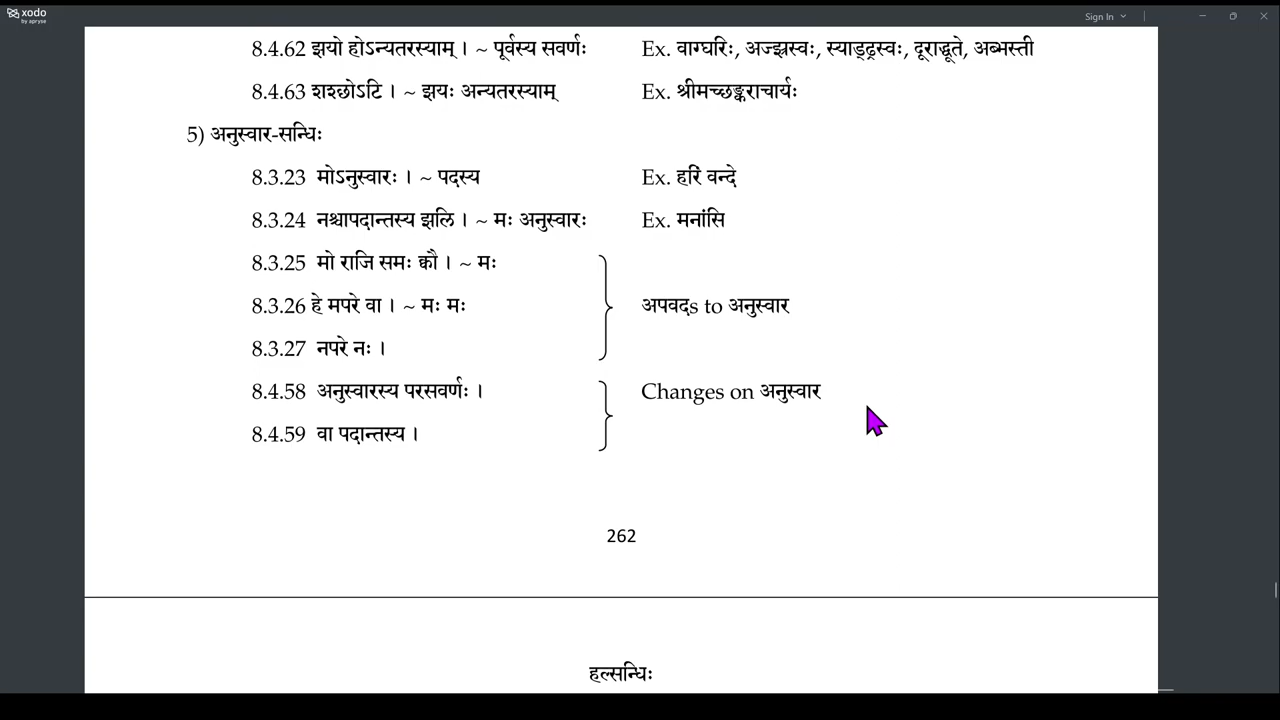 xodo
by apryse
Sign In
8.4.62 झयो होऽन्यतरस्याम् । ~ पूर्वस्य सवर्णः Ex. वाग्घरिः, अज्झ्रस्वः, स्याड्ढ्रस्वः, दूराद्धूते, अब्भस्ती
8.4.63 शश्छोऽटि । ~ झयः अन्यतरस्याम् Ex. श्रीमच्छङ्कराचार्यः
5) अनुस्वार-सन्धिः
8.3.23 मोऽनुस्वारः । ~ पदस्य Ex. हरिं वन्दे
8.3.24 नश्चापदान्तस्य झलि । ~ मः अनुस्वारः Ex. मनांसि
8.3.25 मो राजि समः क्वौ । ~ मः
8.3.26 हे मपरे वा । ~ मः मः अपवदs to अनुस्वार
8.3.27 नपरे नः ।
8.4.58 अनुस्वारस्य परसवर्णः । Changes on अनुस्वार
8.4.59 वा पदान्तस्य ।
262
हल्सन्धिः